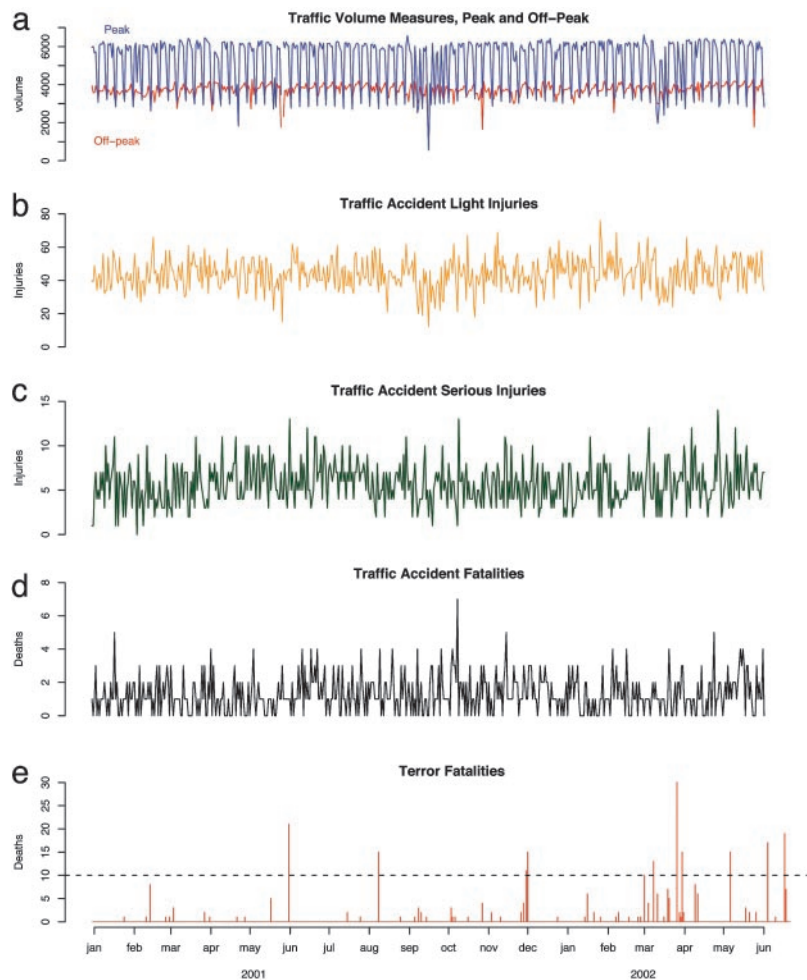 a
Traffic Volume Measures, Peak and Off-Peak
Peak
volume
6000
4000
2000
0
Off-peak
b
Traffic Accident Light Injuries
Injuries
80
60
40
20
0
c
Traffic Accident Serious Injuries
Injuries
15
10
5
0
d
Traffic Accident Fatalities
Deaths
8
6
4
2
0
e
Terror Fatalities
Deaths
30
25
20
15
10
5
0
jan feb mar apr may jun jul aug sep oct nov dec jan feb mar apr may jun
2001 2002